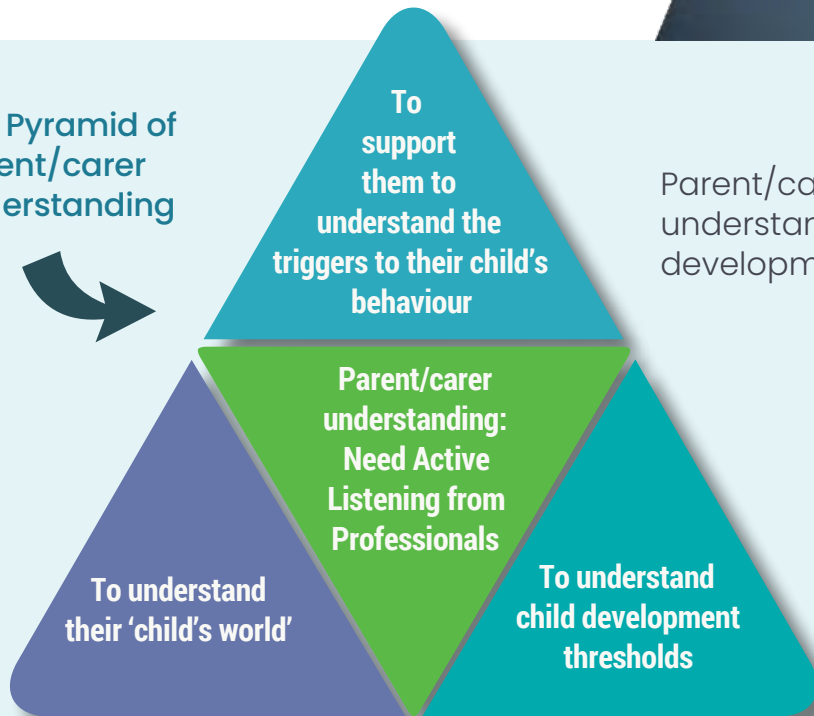 Pyramid of
ent/carer
erstanding
To
support
them to
understand the
triggers to their child's
behaviour
Parent/ca
understan
developm
Parent/carer
understanding:
Need Active
Listening from
Professionals
To understand
their ‘child’s world’
To understand
child development
thresholds